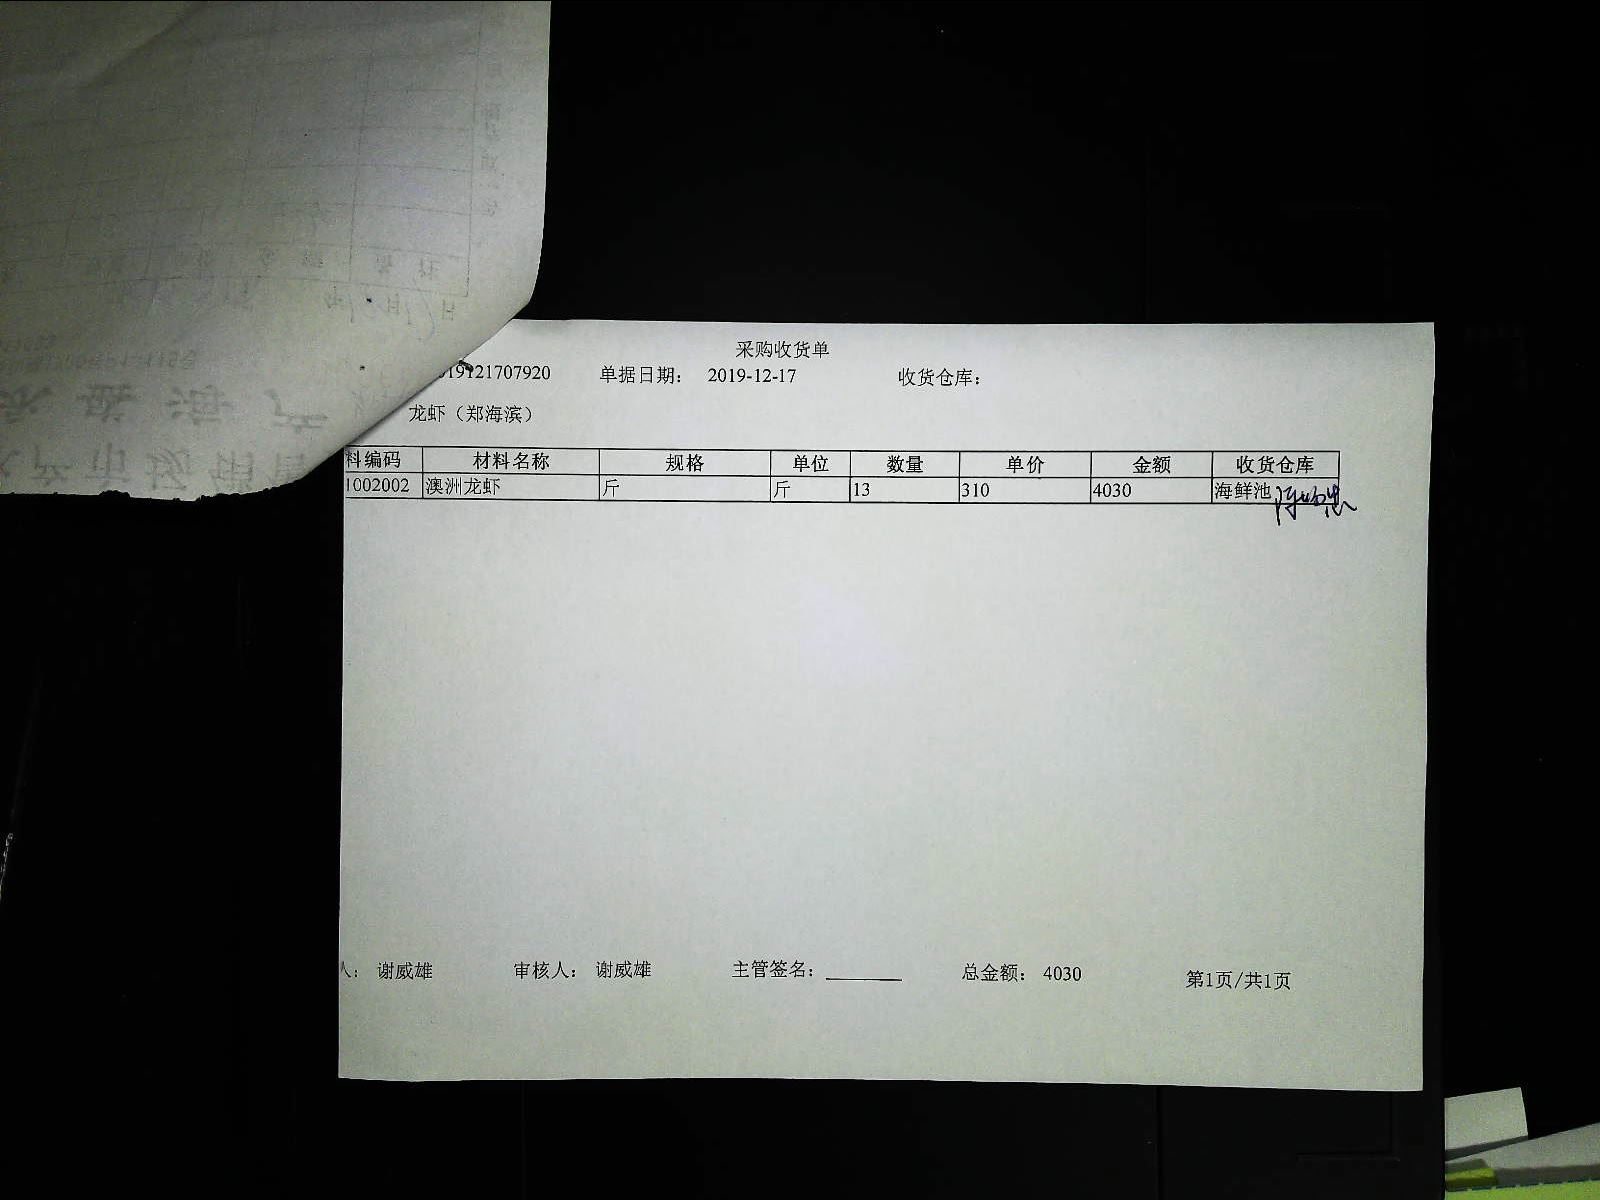 采购收货单
19121707920 单据日期： 2019-12-17 收货仓库：
龙虾（郑海滨）
料编码 材料名称 规格 单位 数量 单价 金额 收货仓库
1002002 澳洲龙虾 斤 斤 13 310 4030 海鲜池
人： 谢威雄 审核人： 谢威雄 主管签名： 总金额： 4030 第1页/共1页